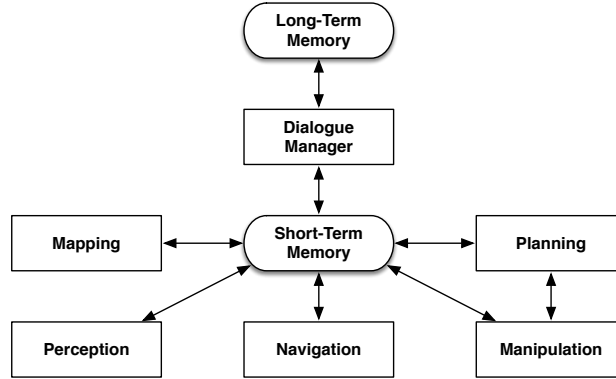 Long-Term
Memory
Dialogue
Manager
Mapping
Short-Term
Memory
Planning
Perception
Navigation
Manipulation